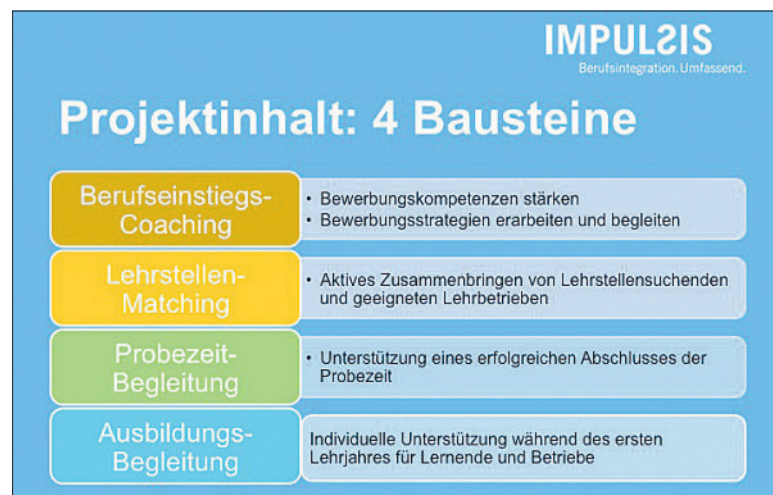 IMPULSIS
Berufsintegration. Umfassend.
Projektinhalt: 4 Bausteine
Berufseinstiegs-
Coaching
• Bewerbungskompetenzen stärken
• Bewerbungsstrategien erarbeiten und begleiten
Lehrstellen-
Matching
• Aktives Zusammenbringen von Lehrstellensuchenden
und geeigneten Lehrbetrieben
Probezeit-
Begleitung
• Unterstützung eines erfolgreichen Abschlusses der
Probezeit
Ausbildungs-
Begleitung
Individuelle Unterstützung während des ersten
Lehrjahres für Lernende und Betriebe